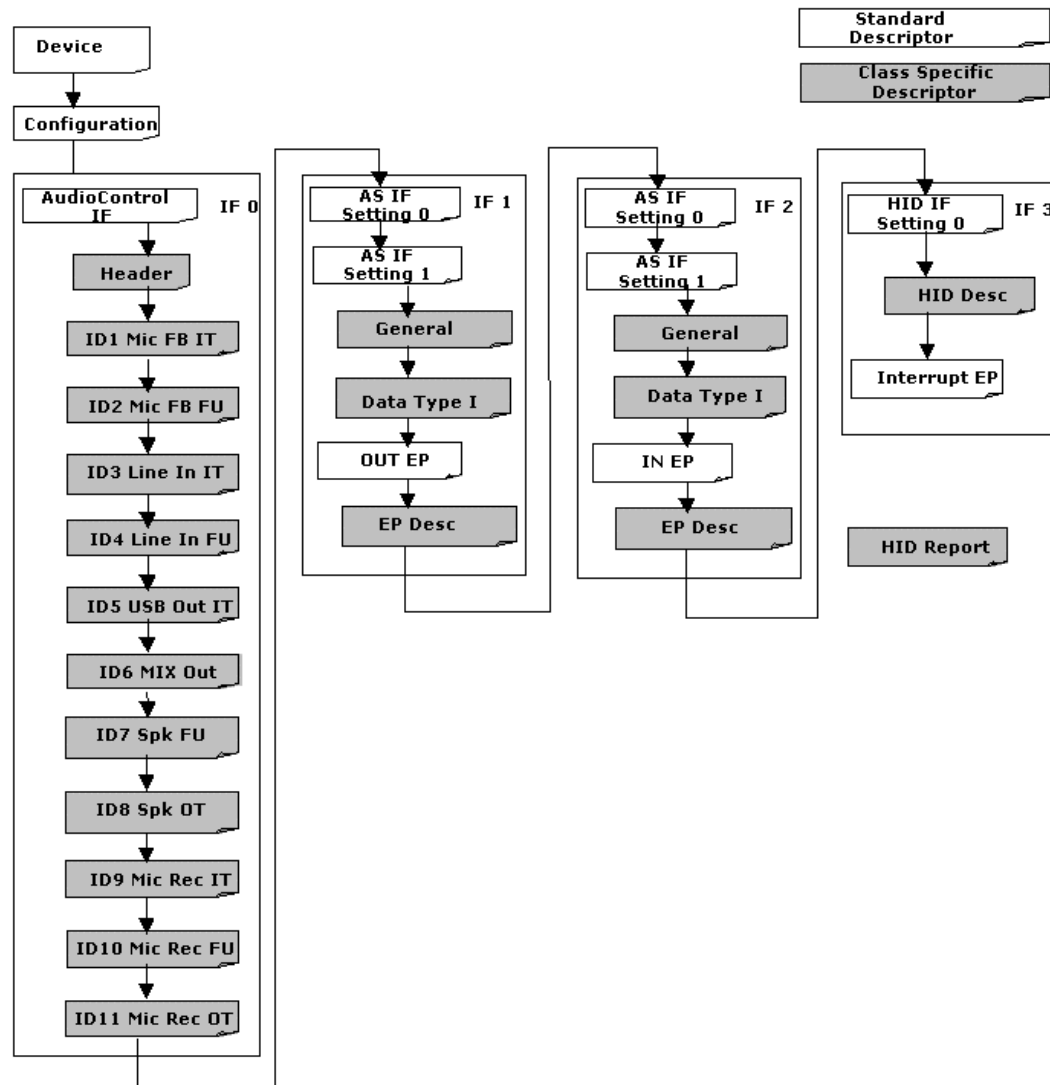 Standard
Descriptor
Class Specific
Descriptor
Device
Configuration
AudioControl
IF
IF 0
Header
ID1 Mic FB IT
ID2 Mic FB FU
ID3 Line In IT
ID4 Line In FU
ID5 USB Out IT
ID6 MIX Out
ID7 Spk FU
ID8 Spk OT
ID9 Mic Rec IT
ID10 Mic Rec FU
ID11 Mic Rec OT
AS IF
Setting 0
IF 1
AS IF
Setting 1
General
Data Type I
OUT EP
EP Desc
AS IF
Setting 0
IF 2
AS IF
Setting 1
General
Data Type I
IN EP
EP Desc
HID IF
Setting 0
IF 3
HID Desc
Interrupt EP
HID Report